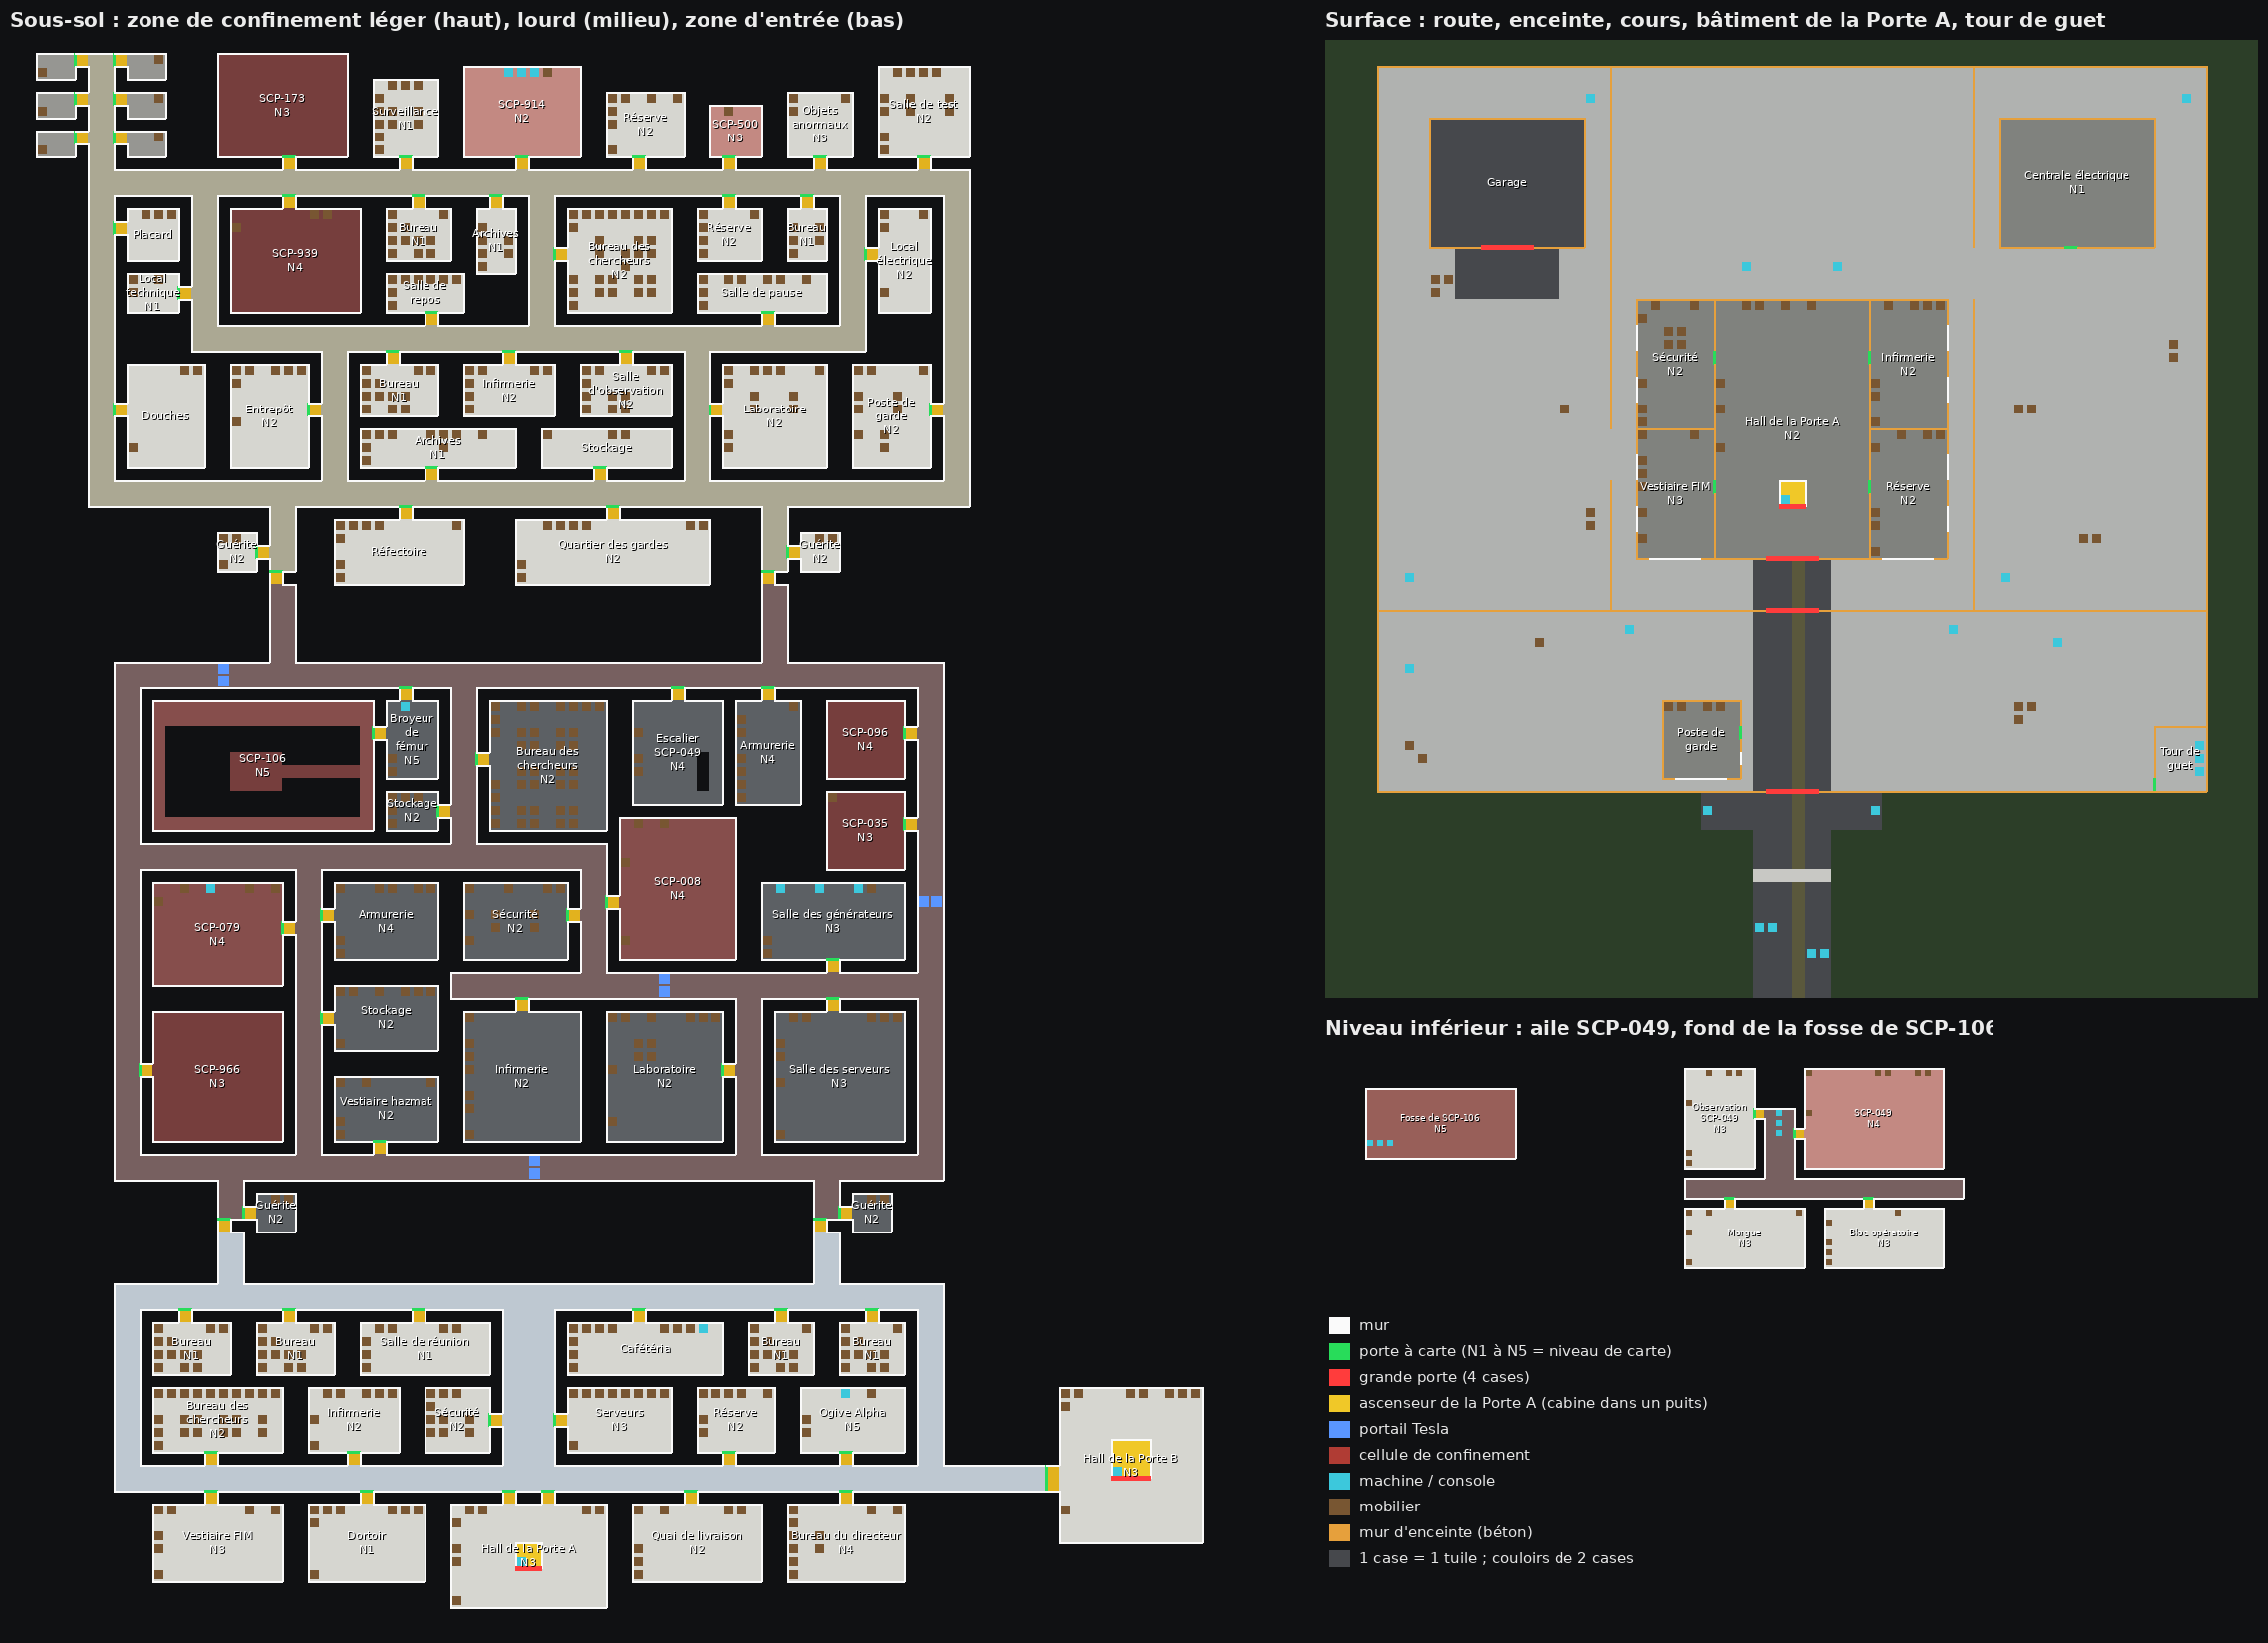 Sous-sol : zone de confinement léger (haut), lourd (milieu), zone d'entrée (bas)
SCP-173
N3
Surveillance
N1
SCP-914
N2
Réserve
N2
SCP-500
N3
Objets
anormaux
N3
Salle de test
N2
Placard
Local
technique
N1
SCP-939
N4
Bureau
N1
Archives
N1
Salle de
repos
Bureau des
chercheurs
N2
Réserve
N2
Bureau
N1
Salle de pause
Local
électrique
N2
Douches
Entrepôt
N2
Bureau
N1
Infirmerie
N2
Salle
d'observation
N2
Archives
N1
Stockage
Laboratoire
N2
Poste de
garde
N2
Guérite
N2
Réfectoire
Quartier des gardes
N2
Guérite
N2
SCP-106
N5
Broyeur
de
fémur
N5
Stockage
N2
Bureau des
chercheurs
N2
Escalier
SCP-049
N4
Armurerie
N4
SCP-096
N4
SCP-035
N3
SCP-008
N4
SCP-079
N4
Armurerie
N4
Sécurité
N2
Salle des générateurs
N3
Stockage
N2
SCP-966
N3
Vestiaire hazmat
N2
Infirmerie
N2
Laboratoire
N2
Salle des serveurs
N3
Guérite
N2
Guérite
N2
Bureau
N1
Bureau
N1
Salle de réunion
N1
Cafétéria
Bureau
N1
Bureau
N1
Bureau des
chercheurs
N2
Infirmerie
N2
Sécurité
N2
Serveurs
N3
Réserve
N2
Ogive Alpha
N5
Hall de la Porte B
N3
Vestiaire FIM
N3
Dortoir
N1
Hall de la Porte A
N3
Quai de livraison
N2
Bureau du directeur
N4
Surface : route, enceinte, cours, bâtiment de la Porte A, tour de guet
Garage
Centrale électrique
N1
Sécurité
N2
Infirmerie
N2
Hall de la Porte A
N2
Vestiaire FIM
N3
Réserve
N2
Poste de
garde
Tour de
guet
Niveau inférieur : aile SCP-049, fond de la fosse de SCP-106
Fosse de SCP-106
N5
Observation
SCP-049
N3
SCP-049
N4
Morgue
N3
Bloc opératoire
N3
mur
porte à carte (N1 à N5 = niveau de carte)
grande porte (4 cases)
ascenseur de la Porte A (cabine dans un puits)
portail Tesla
cellule de confinement
machine / console
mobilier
mur d'enceinte (béton)
1 case = 1 tuile ; couloirs de 2 cases